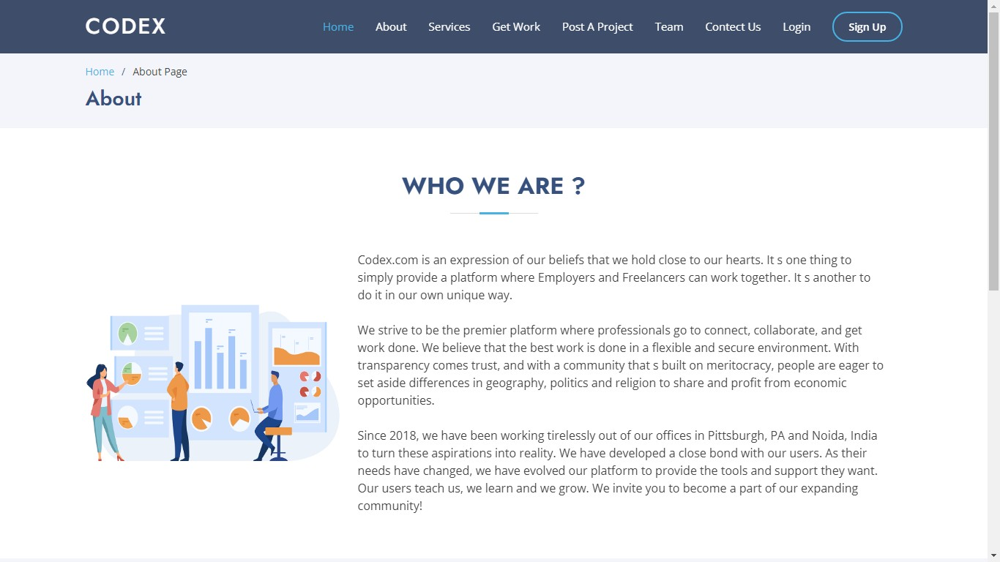 CODEX
Home About Services Get Work Post A Project Team Contect Us Login Sign Up
Home / About Page
About
WHO WE ARE ?
Codex.com is an expression of our beliefs that we hold close to our hearts. It s one thing to
simply provide a platform where Employers and Freelancers can work together. It s another to
do it in our own unique way.
We strive to be the premier platform where professionals go to connect, collaborate, and get
work done. We believe that the best work is done in a flexible and secure environment. With
transparency comes trust, and with a community that s built on meritocracy, people are eager to
set aside differences in geography, politics and religion to share and profit from economic
opportunities.
Since 2018, we have been working tirelessly out of our offices in Pittsburgh, PA and Noida, India
to turn these aspirations into reality. We have developed a close bond with our users. As their
needs have changed, we have evolved our platform to provide the tools and support they want.
Our users teach us, we learn and we grow. We invite you to become a part of our expanding
community!